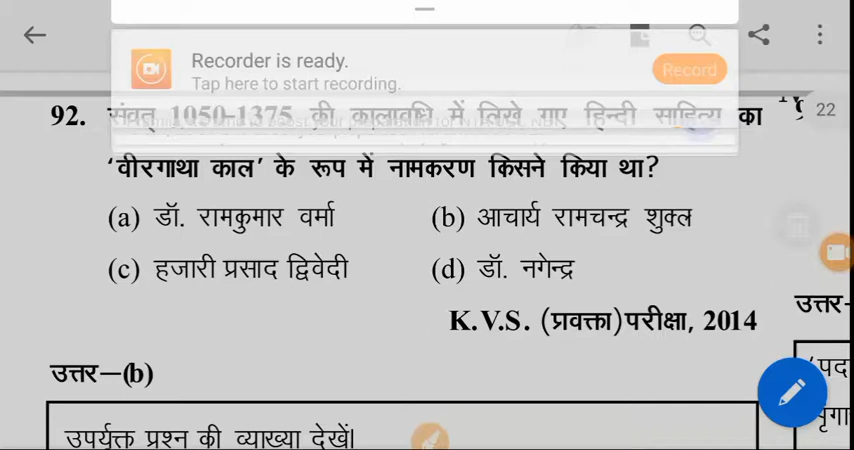 Recorder is ready.
Tap here to start recording.
Record
92. संवत् 1050-1375 की कालावधि में लिखे गए हिन्दी साहित्य का
22
'वीरगाथा काल' के रूप में नामकरण किसने किया था?
(a) डॉ. रामकुमार वर्मा (b) आचार्य रामचन्द्र शुक्ल
(c) हजारी प्रसाद द्विवेदी (d) डॉ. नगेन्द्र
K.V.S. (प्रवक्ता) परीक्षा, 2014
उत्तर–
उत्तर–(b)
'पद
उपर्युक्त प्रश्न की व्याख्या देखें।